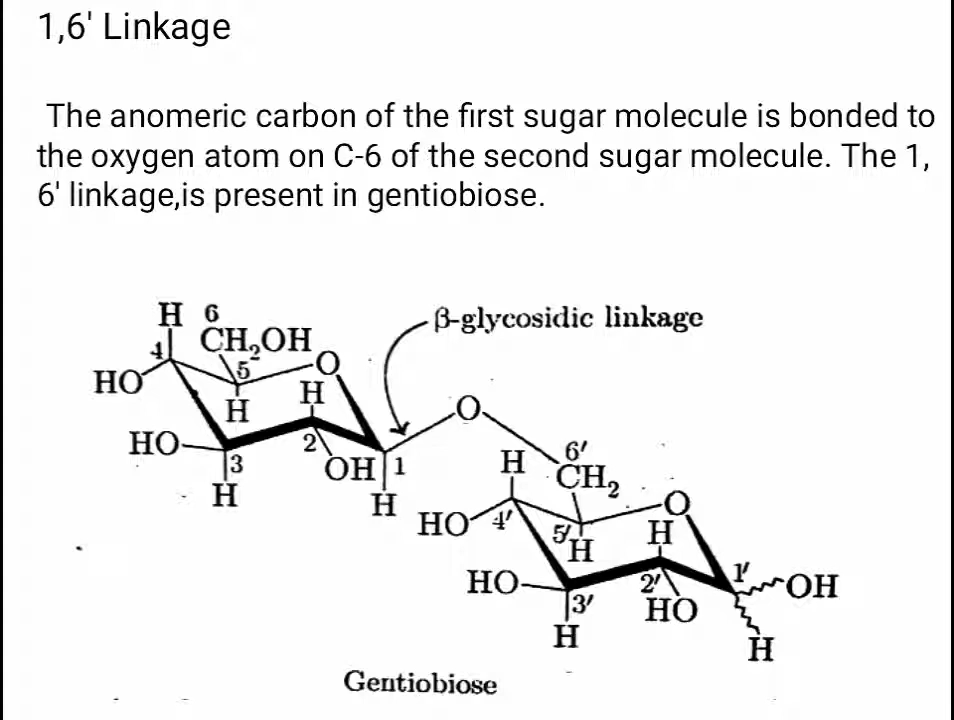 1,6' Linkage
The anomeric carbon of the first sugar molecule is bonded to
the oxygen atom on C-6 of the second sugar molecule. The 1,
6' linkage,is present in gentiobiose.
H 6
β-glycosidic linkage
4 CH₂OH
5 O
HO H H
O
HO 2
3 OH 1
H H
H 6'
CH₂
HO 4' O
5' H H
HO 2' 1' OH
3' HO
H H
Gentiobiose